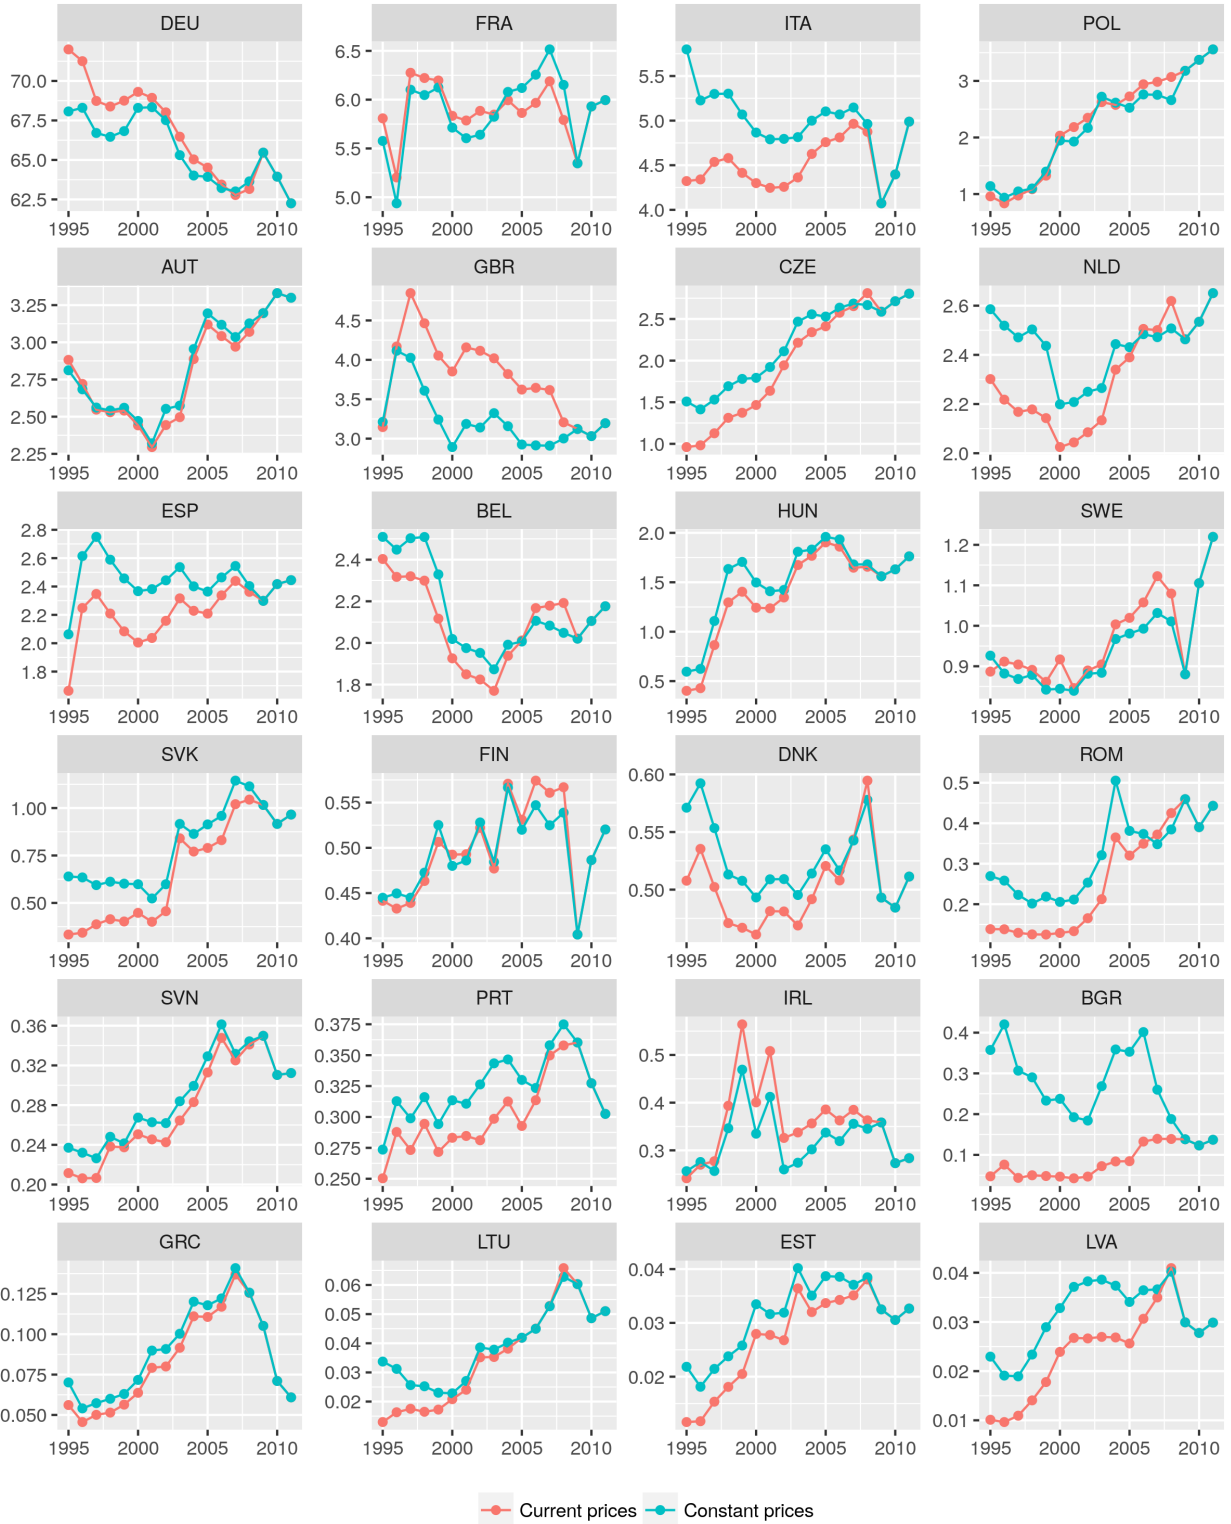 DEU FRA ITA POL
70.0 67.5 65.0 62.5
6.5 6.0 5.5 5.0
5.5 5.0 4.5 4.0
3 2 1
1995 2000 2005 2010 1995 2000 2005 2010 1995 2000 2005 2010 1995 2000 2005 2010
AUT GBR CZE NLD
3.25 3.00 2.75 2.50 2.25
4.5 4.0 3.5 3.0
2.5 2.0 1.5 1.0
2.6 2.4 2.2 2.0
1995 2000 2005 2010 1995 2000 2005 2010 1995 2000 2005 2010 1995 2000 2005 2010
ESP BEL HUN SWE
2.8 2.6 2.4 2.2 2.0 1.8
2.4 2.2 2.0 1.8
2.0 1.5 1.0 0.5
1.2 1.1 1.0 0.9
1995 2000 2005 2010 1995 2000 2005 2010 1995 2000 2005 2010 1995 2000 2005 2010
SVK FIN DNK ROM
1.00 0.75 0.50
0.55 0.50 0.45 0.40
0.60 0.55 0.50
0.5 0.4 0.3 0.2
1995 2000 2005 2010 1995 2000 2005 2010 1995 2000 2005 2010 1995 2000 2005 2010
SVN PRT IRL BGR
0.36 0.32 0.28 0.24 0.20
0.375 0.350 0.325 0.300 0.275 0.250
0.5 0.4 0.3
0.4 0.3 0.2 0.1
1995 2000 2005 2010 1995 2000 2005 2010 1995 2000 2005 2010 1995 2000 2005 2010
GRC LTU EST LVA
0.125 0.100 0.075 0.050
0.06 0.05 0.04 0.03 0.02
0.04 0.03 0.02
0.04 0.03 0.02 0.01
1995 2000 2005 2010 1995 2000 2005 2010 1995 2000 2005 2010 1995 2000 2005 2010
Current prices Constant prices